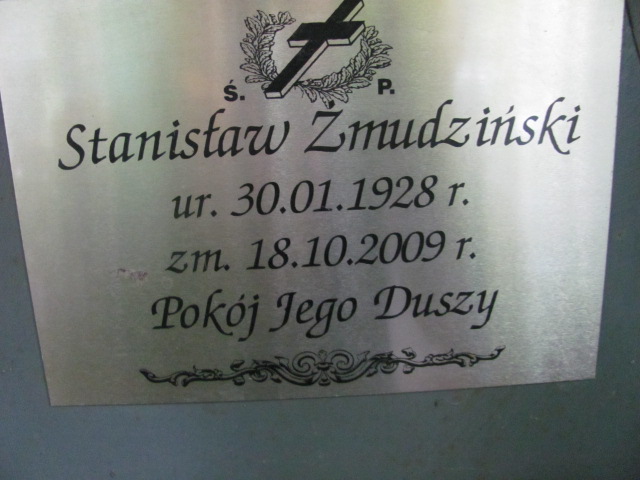 Ś. P.
Stanisław Żmudziński
ur. 30.01.1928 r.
zm. 18.10.2009 r.
Pokój Jego Duszy